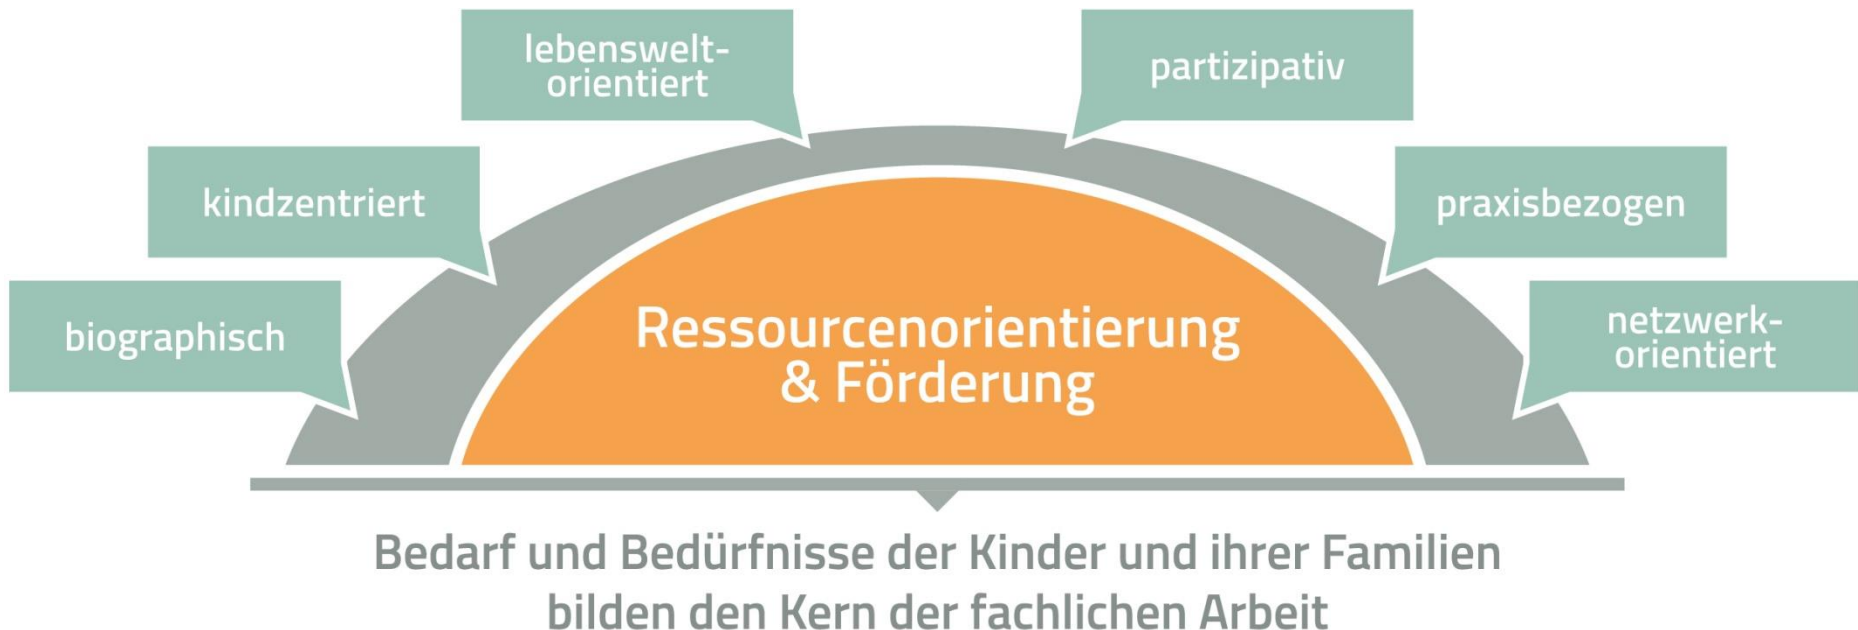 lebenswelt-
orientiert
partizipativ
kindzentriert
praxisbezogen
biographisch
netzwerk-
orientiert
Ressourcenorientierung
& Förderung
Bedarf und Bedürfnisse der Kinder und ihrer Familien
bilden den Kern der fachlichen Arbeit